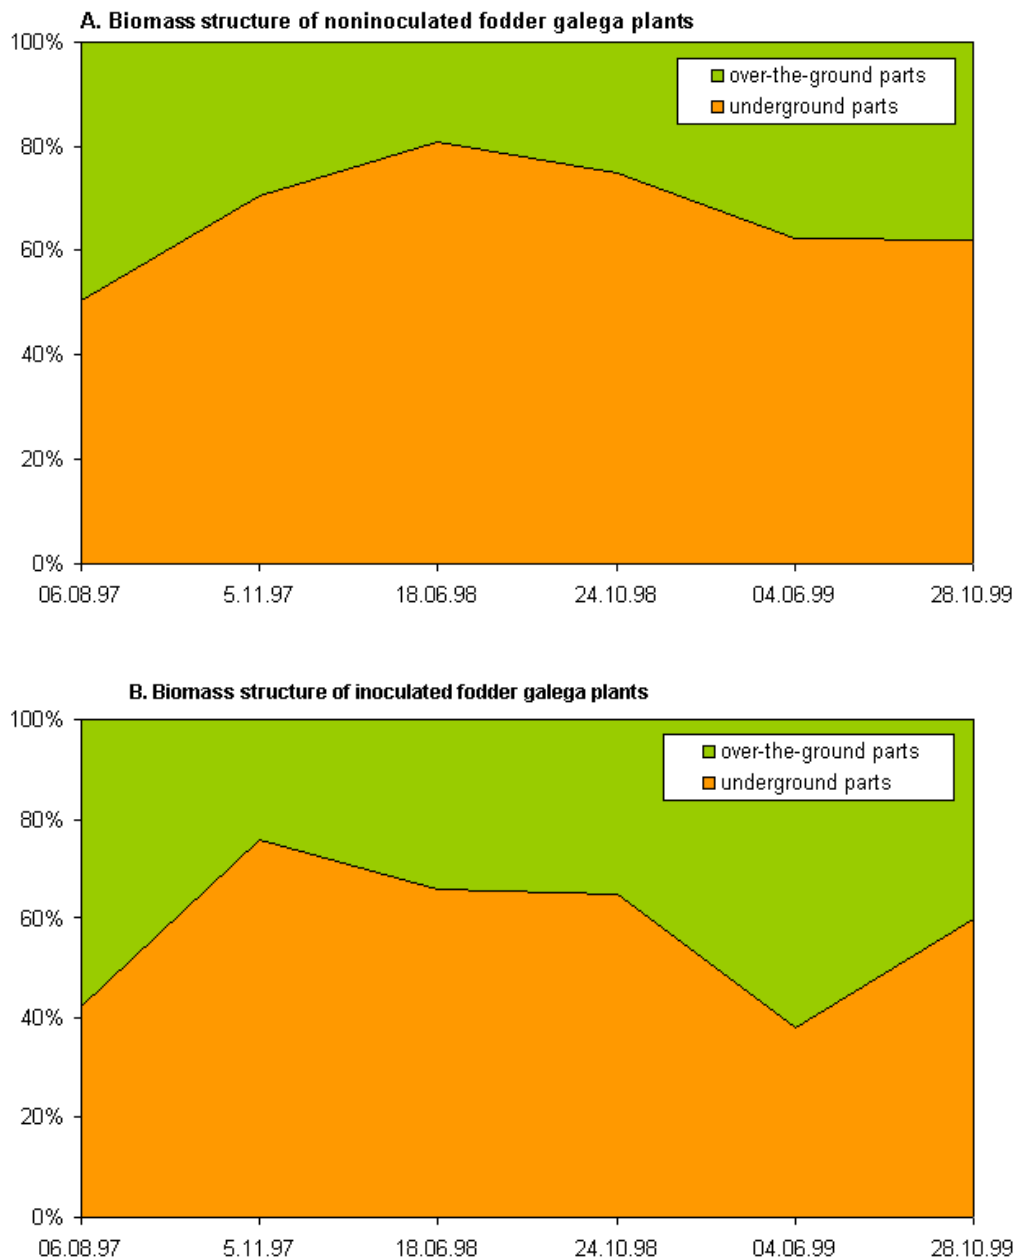 A. Biomass structure of noninoculated fodder galega plants
100%
over-the-ground parts
underground parts
80%
60%
40%
20%
0%
06.08.97 5.11.97 18.06.98 24.10.98 04.06.99 28.10.99
B. Biomass structure of inoculated fodder galega plants
100%
over-the-ground parts
underground parts
80%
60%
40%
20%
0%
06.08.97 5.11.97 18.06.98 24.10.98 04.06.99 28.10.99